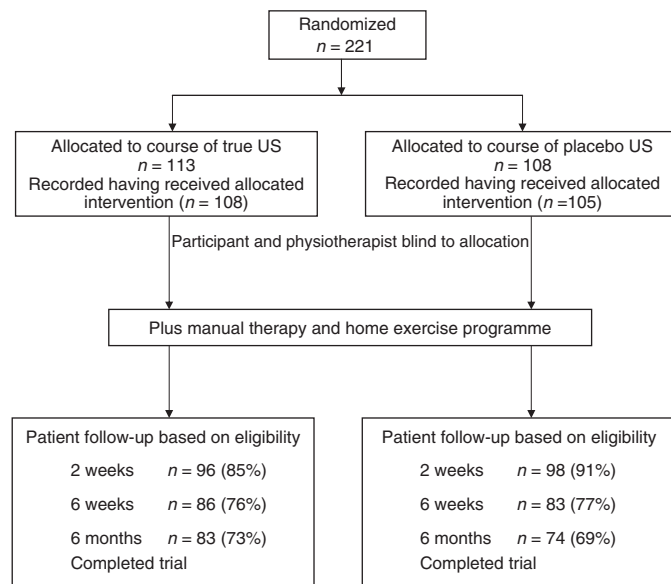 Randomized
n = 221
Allocated to course of true US
n = 113
Recorded having received allocated
intervention (n = 108)
Allocated to course of placebo US
n = 108
Recorded having received allocated
intervention (n =105)
Participant and physiotherapist blind to allocation
Plus manual therapy and home exercise programme
Patient follow-up based on eligibility
2 weeks n = 96 (85%)
6 weeks n = 86 (76%)
6 months n = 83 (73%)
Completed trial
Patient follow-up based on eligibility
2 weeks n = 98 (91%)
6 weeks n = 83 (77%)
6 months n = 74 (69%)
Completed trial